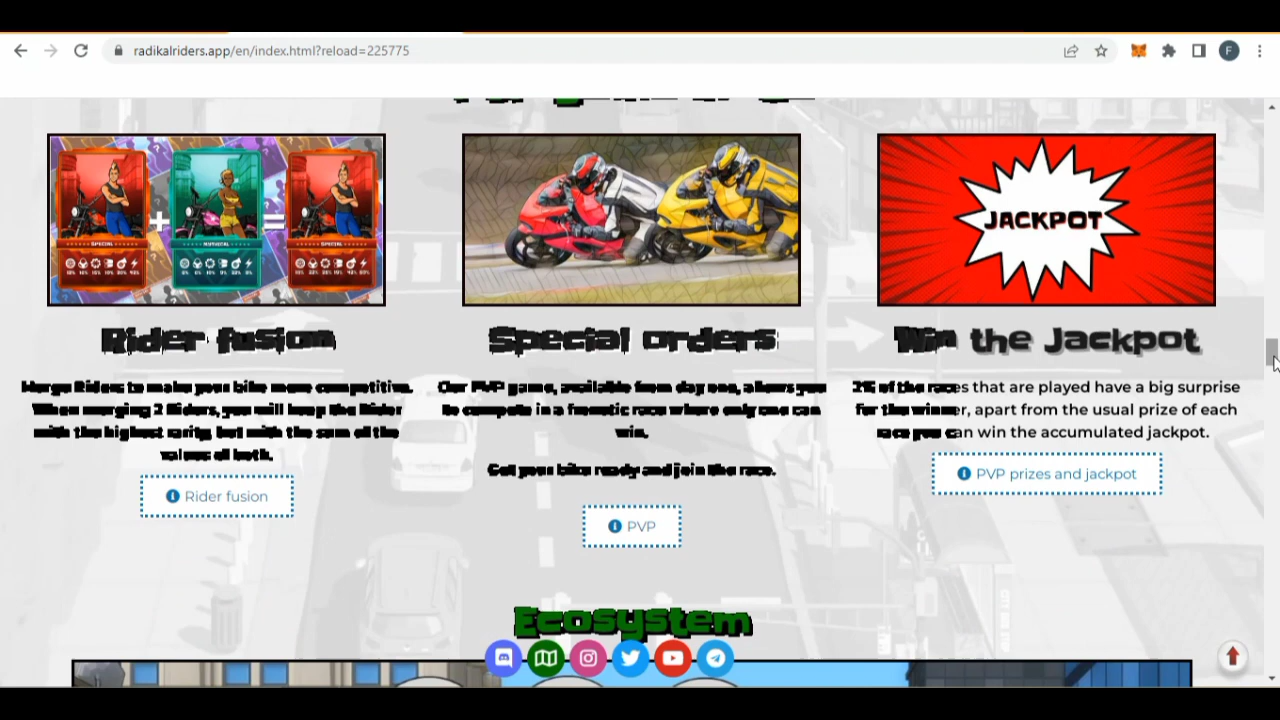 radikalriders.app/en/index.html?reload=225775
F
SPECIAL
SPECIAL
JACKPOT
Rider fusion
Special orders
Win the Jackpot
Merge Riders to make your bike more competitive.
When merging 2 Riders, you will keep the Rider
with the highest rarity, but with the sum of the
values of both.
Rider fusion
Our PVP game, available from day one, allows you
to compete in a frenetic race where only one can
win.
Get your bike ready and join the race.
PVP
2% of the races that are played have a big surprise
for the winner, apart from the usual prize of each
race you can win the accumulated jackpot.
PVP prizes and jackpot
Ecosystem